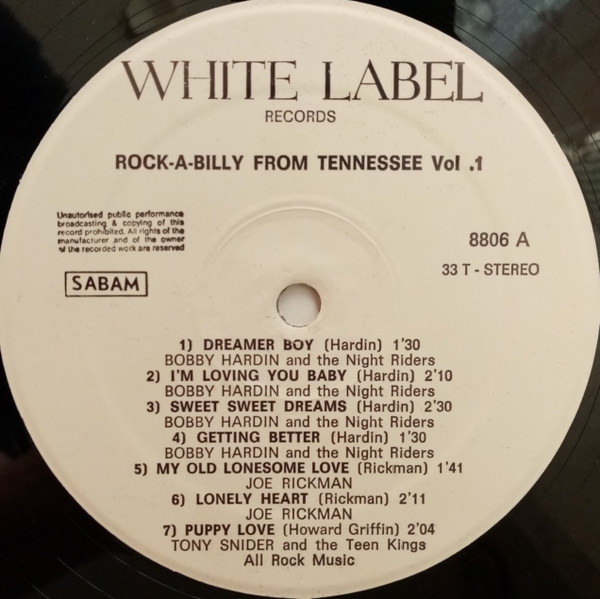 WHITE LABEL
RECORDS
ROCK-A-BILLY FROM TENNESSEE Vol .1
Unautorised public performance
broadcasting & copying of this
record prohibited. All rights of the
manufacturer and of the owner
of the recorded work are reserved
SABAM
8806 A
33 T - STEREO
1) DREAMER BOY (Hardin) 1'30
BOBBY HARDIN and the Night Riders
2) I'M LOVING YOU BABY (Hardin) 2'10
BOBBY HARDIN and the Night Riders
3) SWEET SWEET DREAMS (Hardin) 2'30
BOBBY HARDIN and the Night Riders
4) GETTING BETTER (Hardin) 1'30
BOBBY HARDIN and the Night Riders
5) MY OLD LONESOME LOVE (Rickman) 1'41
JOE RICKMAN
6) LONELY HEART (Rickman) 2'11
JOE RICKMAN
7) PUPPY LOVE (Howard Griffin) 2'04
TONY SNIDER and the Teen Kings
All Rock Music